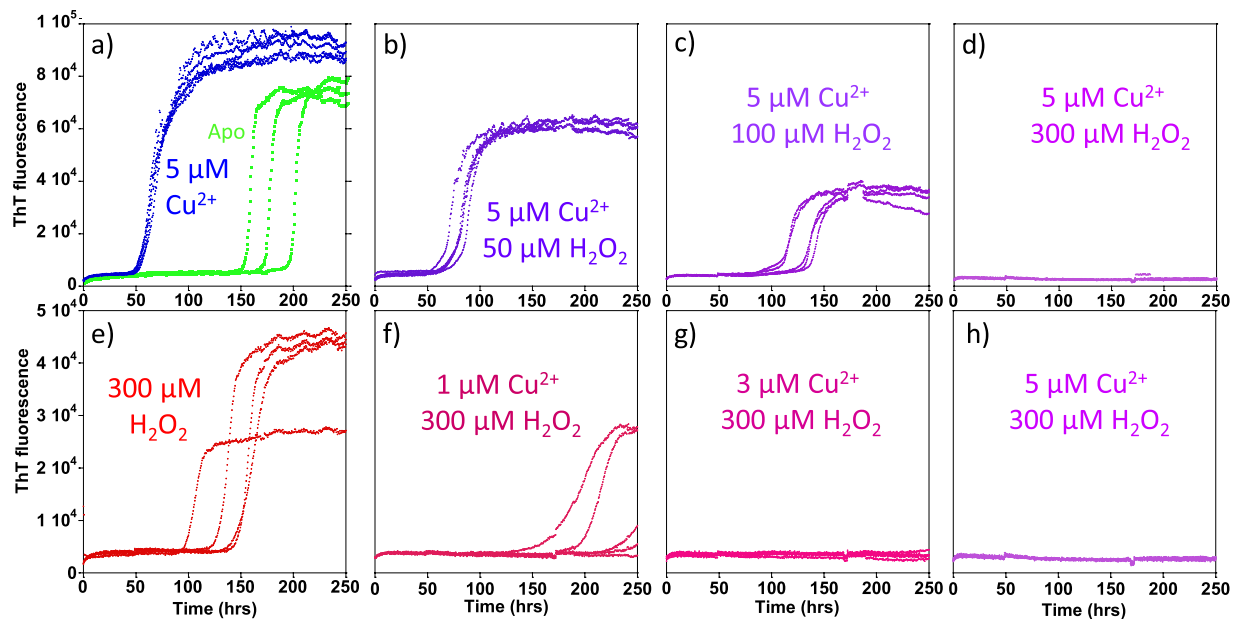 1 10⁵
8 10⁴
6 10⁴
4 10⁴
2 10⁴
0
ThT fluorescence
a)
Apo
5 µM
Cu²⁺
0 50 100 150 200 250
b)
5 µM Cu²⁺
50 µM H₂O₂
0 50 100 150 200 250
c)
5 µM Cu²⁺
100 µM H₂O₂
0 50 100 150 200 250
d)
5 µM Cu²⁺
300 µM H₂O₂
0 50 100 150 200 250
5 10⁴
4 10⁴
3 10⁴
2 10⁴
1 10⁴
0
ThT fluorescence
e)
300 µM
H₂O₂
0 50 100 150 200 250
Time (hrs)
f)
1 µM Cu²⁺
300 µM H₂O₂
0 50 100 150 200 250
Time (hrs)
g)
3 µM Cu²⁺
300 µM H₂O₂
0 50 100 150 200 250
Time (hrs)
h)
5 µM Cu²⁺
300 µM H₂O₂
0 50 100 150 200 250
Time (hrs)